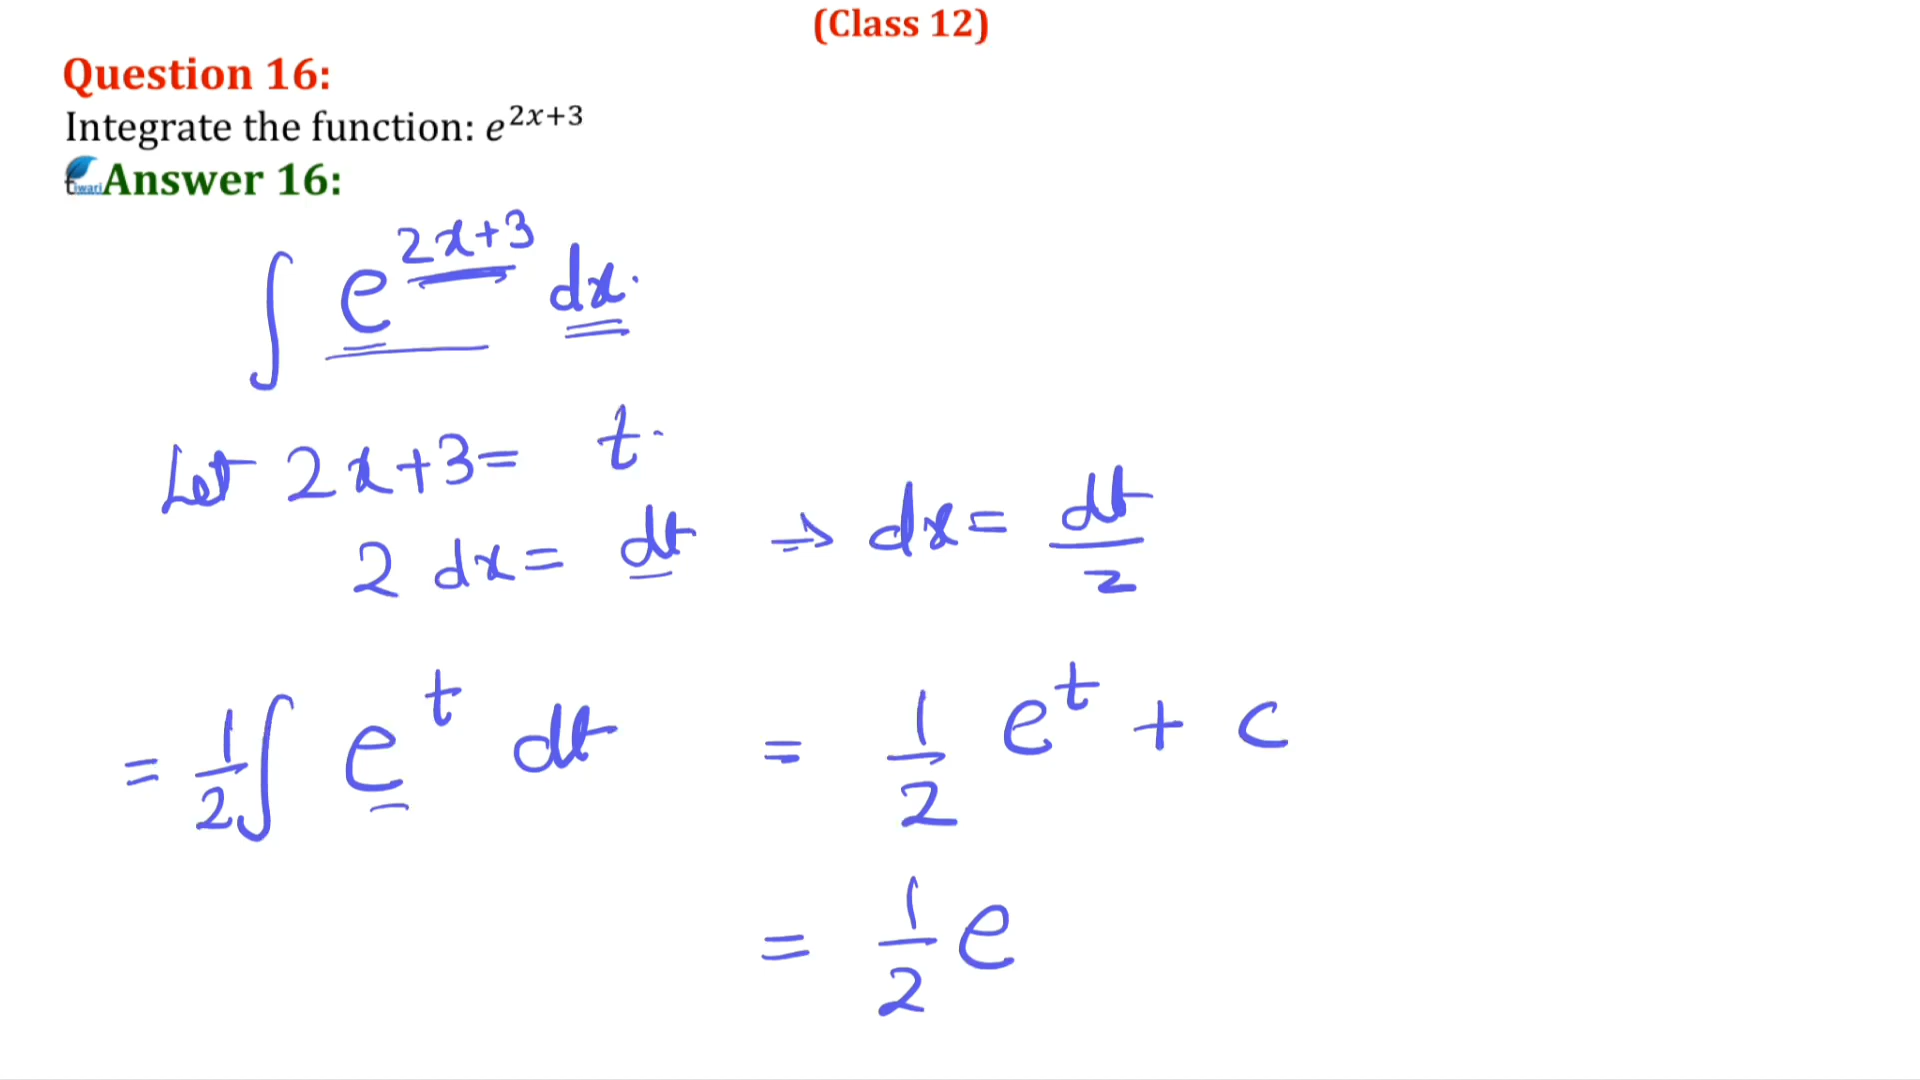 (Class 12)
Question 16:
Integrate the function: e^{2x+3}
tiwari Answer 16:
∫ e^{2x+3} dx.
Let 2x+3 = t.
2 dx = dt ⇒ dx = dt/2
= 1/2 ∫ e^t dt = 1/2 e^t + c
= 1/2 e